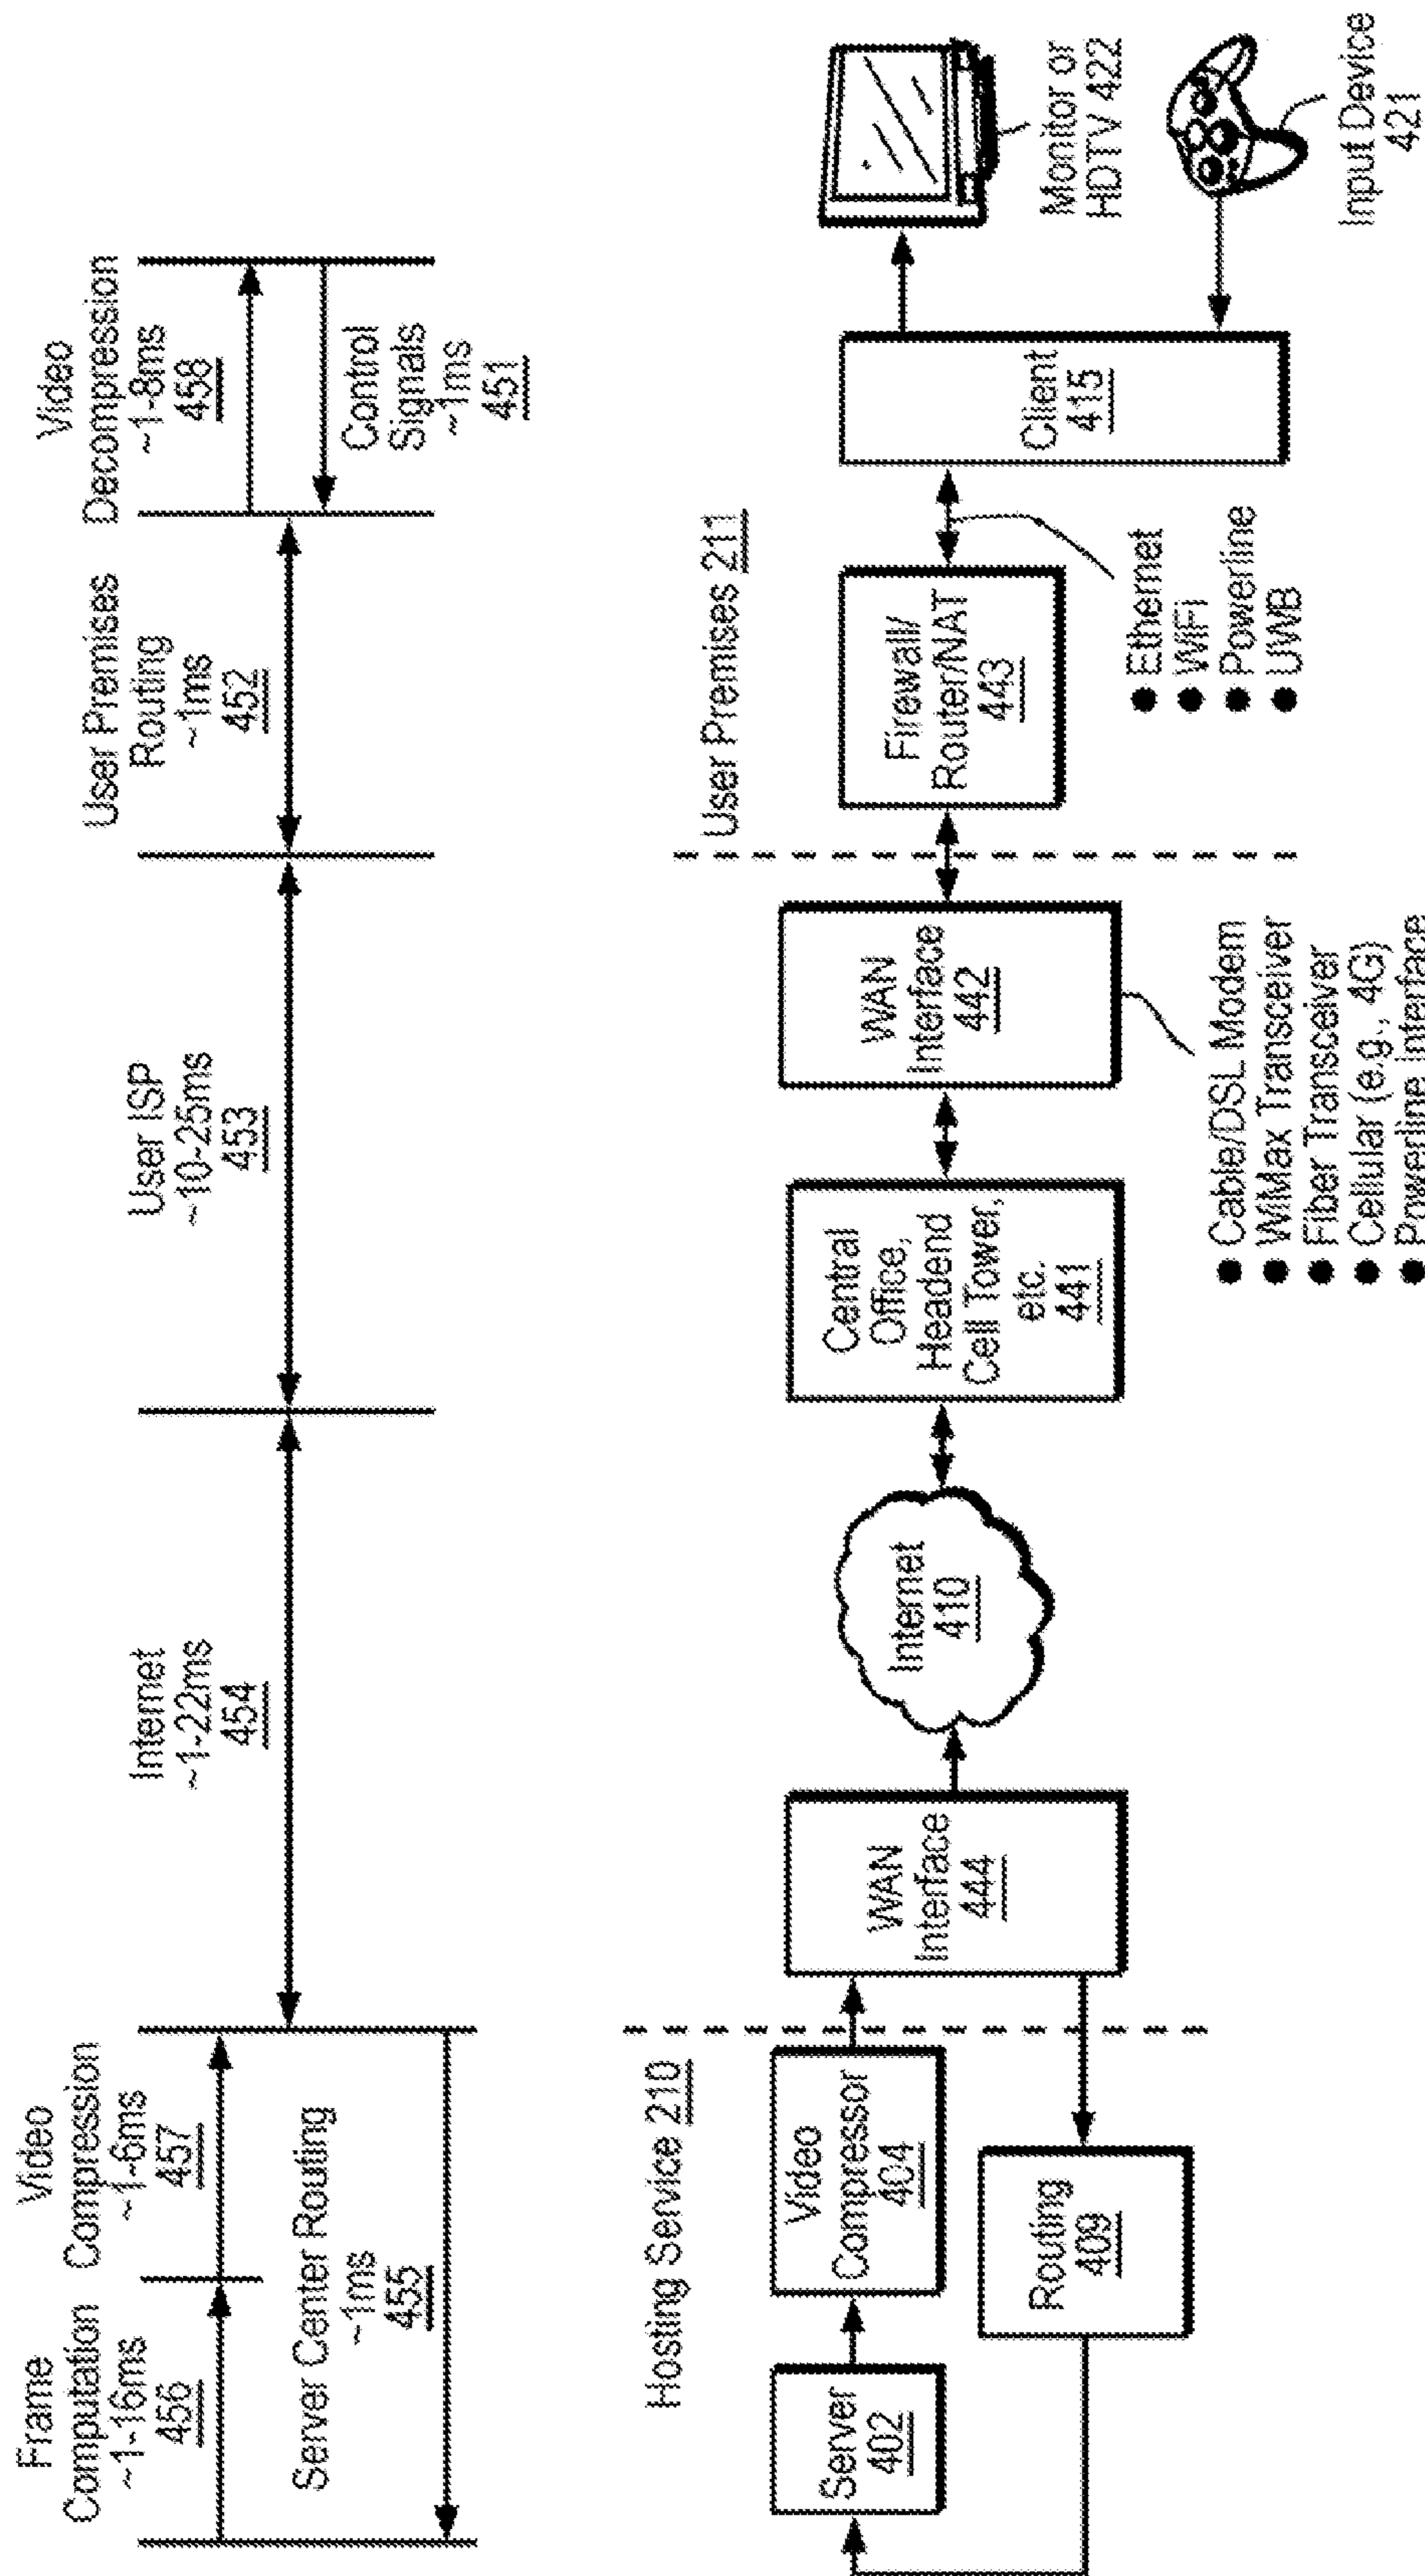 Frame
Computation
~1-16ms
456
Video
Compression
~1-6ms
457
Server Center Routing
~1ms
455
Internet
~1-22ms
454
User ISP
~10-25ms
453
User Premises
Routing
~1ms
452
Video
Decompression
~1-8ms
458
Control
Signals
~1ms
451
Hosting Service 210
Server
402
Video
Compressor
404
Routing
409
WAN
Interface
444
Internet
410
Central
Office,
Headend
Cell Tower,
etc.
441
WAN
Interface
442
● Cable/DSL Modem
● WiMax Transceiver
● Fiber Transceiver
● Cellular (e.g., 4G)
● Powerline Interface
User Premises 211
Firewall/
Router/NAT
443
● Ethernet
● WiFi
● Powerline
● UWB
Client
415
Monitor or
HDTV 422
Input Device
421